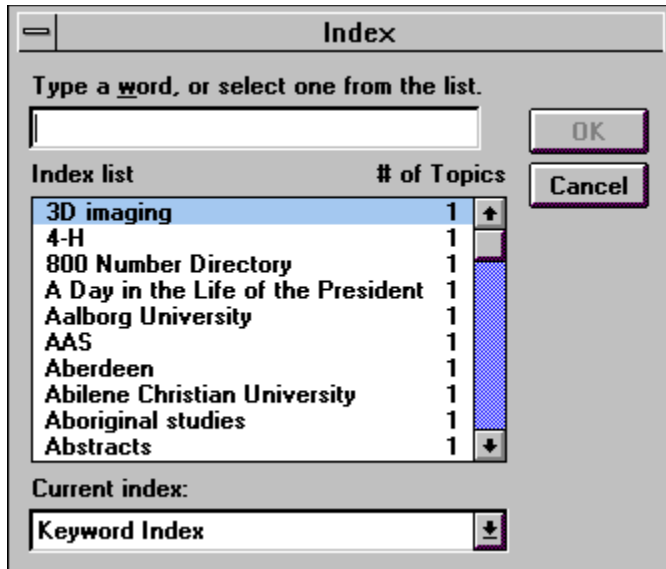 Index
Type a word, or select one from the list.
OK
Index list # of Topics
Cancel
3D imaging 1
4-H 1
800 Number Directory 1
A Day in the Life of the President 1
Aalborg University 1
AAS 1
Aberdeen 1
Abilene Christian University 1
Aboriginal studies 1
Abstracts 1
Current index:
Keyword Index